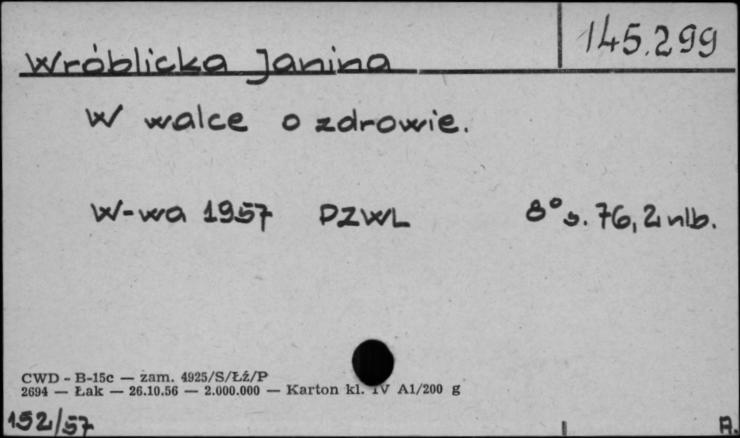 145.299
Wróblicka Janina
W walce o zdrowie.
W-wa 1957 PZWL 8° s. 76, 2 nlb.
CWD - B-15c — zam. 4925/S/Łź/P
2694 — Łak — 26.10.56 — 2.000.000 — Karton kl. IV A1/200 g
152/57 A.